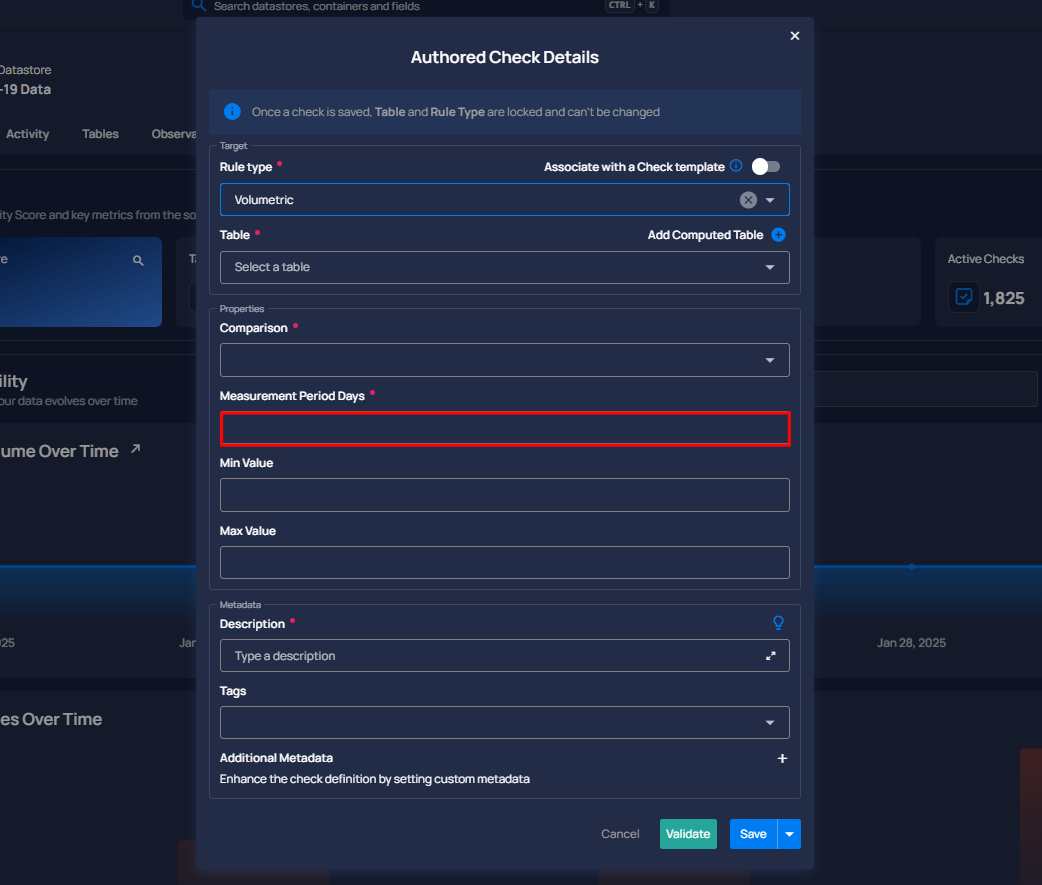 Search datastores, containers and fields CTRL + K
Authored Check Details
Datastore
-19 Data
Once a check is saved, Table and Rule Type are locked and can't be changed
Activity Tables Observa
Target
Rule type * Associate with a Check template
Volumetric
ity Score and key metrics from the so
Table * Add Computed Table
Select a table
Active Checks
1,825
Properties
Comparison *
ility
our data evolves over time
Measurement Period Days *
ume Over Time
Min Value
Max Value
Metadata
Description *
025 Jan Jan 28, 2025
Type a description
Tags
es Over Time
Additional Metadata +
Enhance the check definition by setting custom metadata
Cancel Validate Save